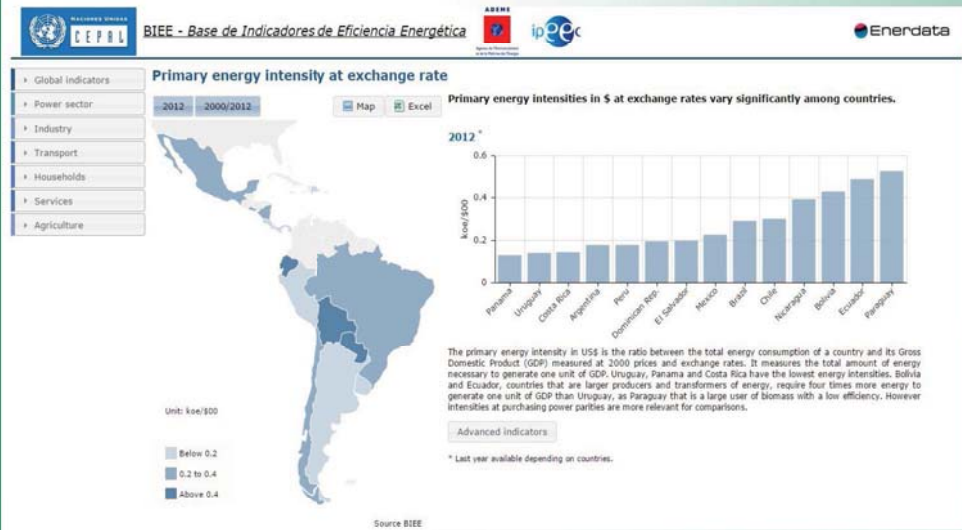 NACIONES UNIDAS
CEPAL
BIEE - Base de Indicadores de Eficiencia Energética
ADEME
ipeec
Enerdata
Global indicators
Power sector
Industry
Transport
Households
Services
Agriculture
Primary energy intensity at exchange rate
2012
2000/2012
Map
Excel
Unit: koe/$00
Below 0.2
0.2 to 0.4
Above 0.4
Source BIEE
Primary energy intensities in $ at exchange rates vary significantly among countries.
2012 *
0.6
0.4
0.2
0
koe/$00
Panama
Uruguay
Costa Rica
Argentina
Peru
Dominican Rep.
El Salvador
Mexico
Brazil
Chile
Nicaragua
Bolivia
Ecuador
Paraguay
The primary energy intensity in US$ is the ratio between the total energy consumption of a country and its Gross
Domestic Product (GDP) measured at 2000 prices and exchange rates. It measures the total amount of energy
necessary to generate one unit of GDP. Uruguay, Panama and Costa Rica have the lowest energy intensities. Bolivia
and Ecuador, countries that are larger producers and transformers of energy, require four times more energy to
generate one unit of GDP than Uruguay, as Paraguay that is a large user of biomass with a low efficiency. However
intensities at purchasing power parities are more relevant for comparisons.
Advanced indicators
* Last year available depending on countries.